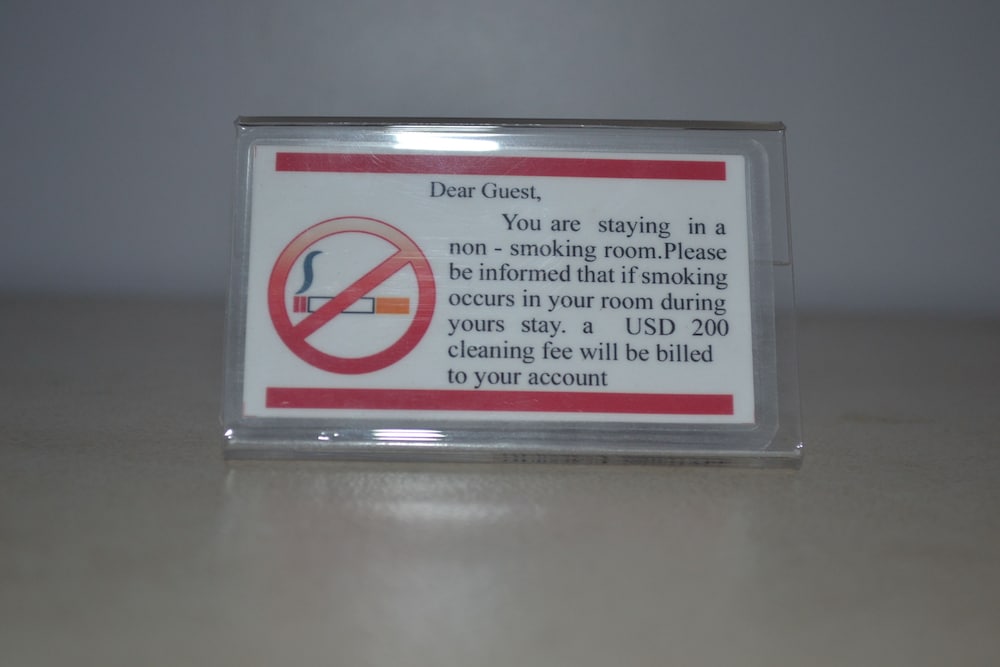 Dear Guest,
You are staying in a
non - smoking room.Please
be informed that if smoking
occurs in your room during
yours stay. a USD 200
cleaning fee will be billed
to your account